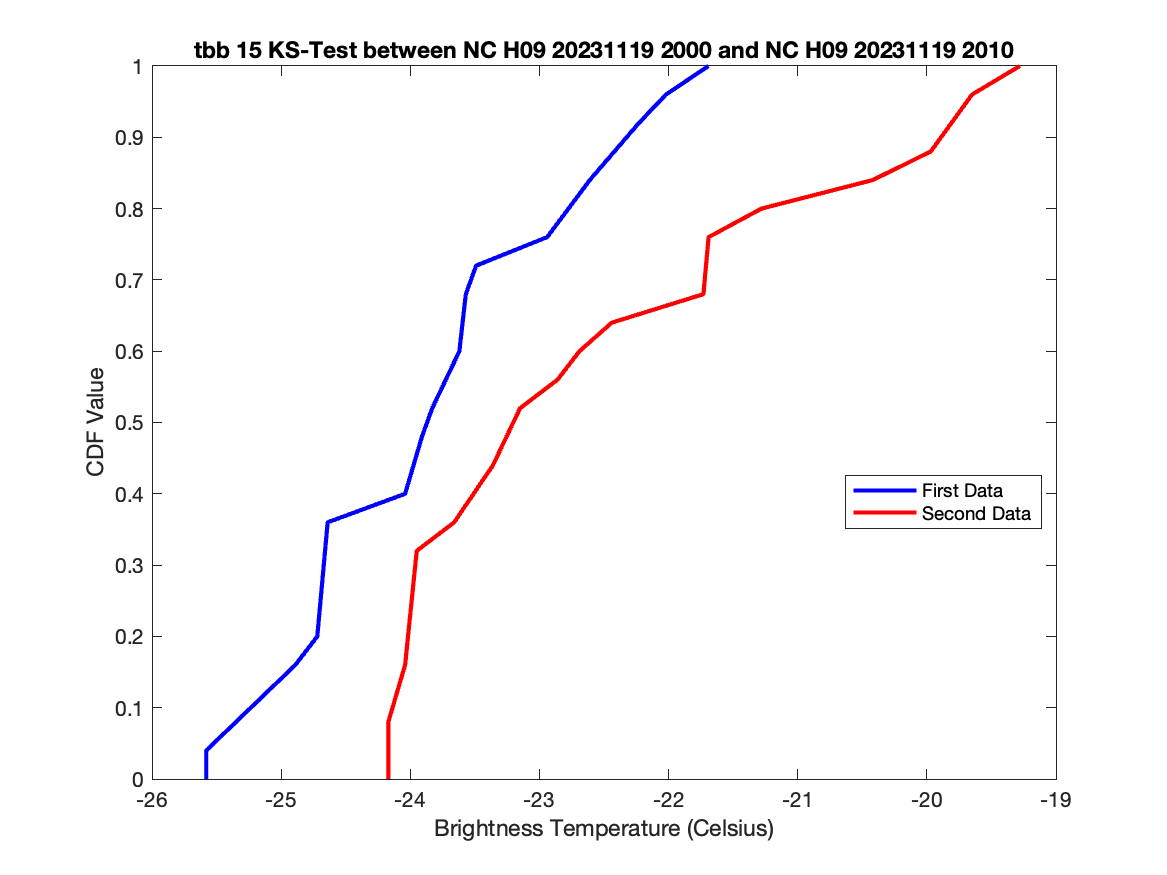 tbb 15 KS-Test between NC H09 20231119 2000 and NC H09 20231119 2010
1
0.9
0.8
0.7
0.6
0.5
0.4
0.3
0.2
0.1
0
CDF Value
First Data
Second Data
-26 -25 -24 -23 -22 -21 -20 -19
Brightness Temperature (Celsius)